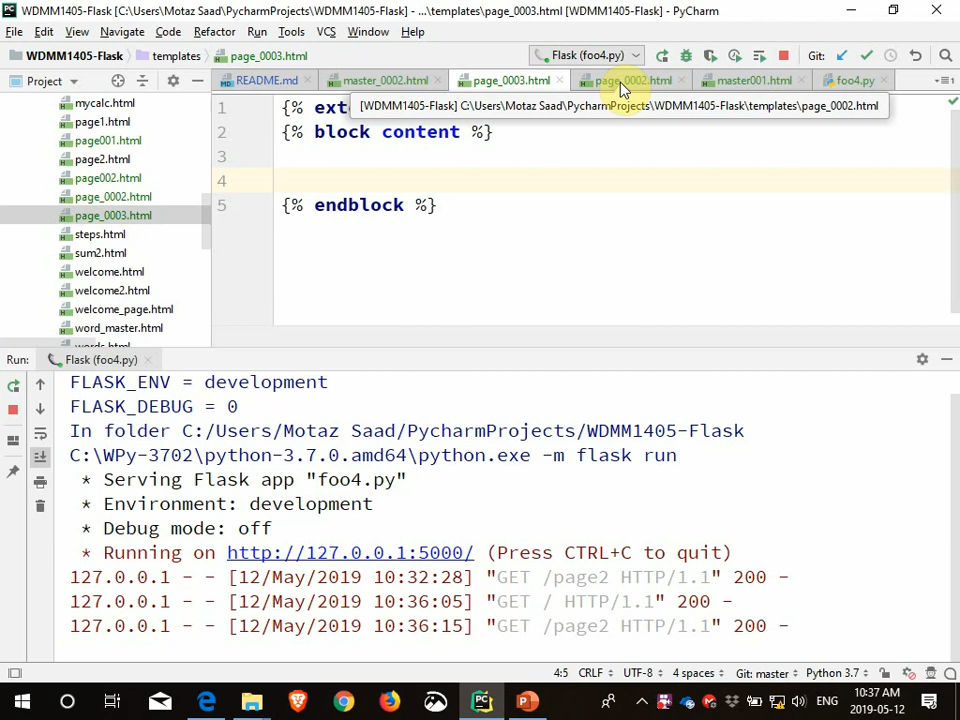 WDMM1405-Flask [C:\Users\Motaz Saad\PycharmProjects\WDMM1405-Flask] - ...\templates\page_0003.html [WDMM1405-Flask] - PyCharm
File Edit View Navigate Code Refactor Run Tools VCS Window Help
WDMM1405-Flask templates page_0003.html Flask (foo4.py) Git:
Project README.md master_0002.html page_0003.html page_0002.html master001.html foo4.py
[WDMM1405-Flask] C:\Users\Motaz Saad\PycharmProjects\WDMM1405-Flask\templates\page_0002.html
mycalc.html
page1.html
page001.html
page2.html
page002.html
page_0002.html
page_0003.html
steps.html
sum2.html
welcome.html
welcome2.html
welcome_page.html
word_master.html
words.html
1 {% ext
2 {% block content %}
3
4
5 {% endblock %}
Run: Flask (foo4.py)
FLASK_ENV = development
FLASK_DEBUG = 0
In folder C:/Users/Motaz Saad/PycharmProjects/WDMM1405-Flask
C:\WPy-3702\python-3.7.0.amd64\python.exe -m flask run
* Serving Flask app "foo4.py"
* Environment: development
* Debug mode: off
* Running on http://127.0.0.1:5000/ (Press CTRL+C to quit)
127.0.0.1 - - [12/May/2019 10:32:28] "GET /page2 HTTP/1.1" 200 -
127.0.0.1 - - [12/May/2019 10:36:05] "GET / HTTP/1.1" 200 -
127.0.0.1 - - [12/May/2019 10:36:15] "GET /page2 HTTP/1.1" 200 -
4:5 CRLF UTF-8 4 spaces Git: master Python 3.7
ENG 10:37 AM
2019-05-12